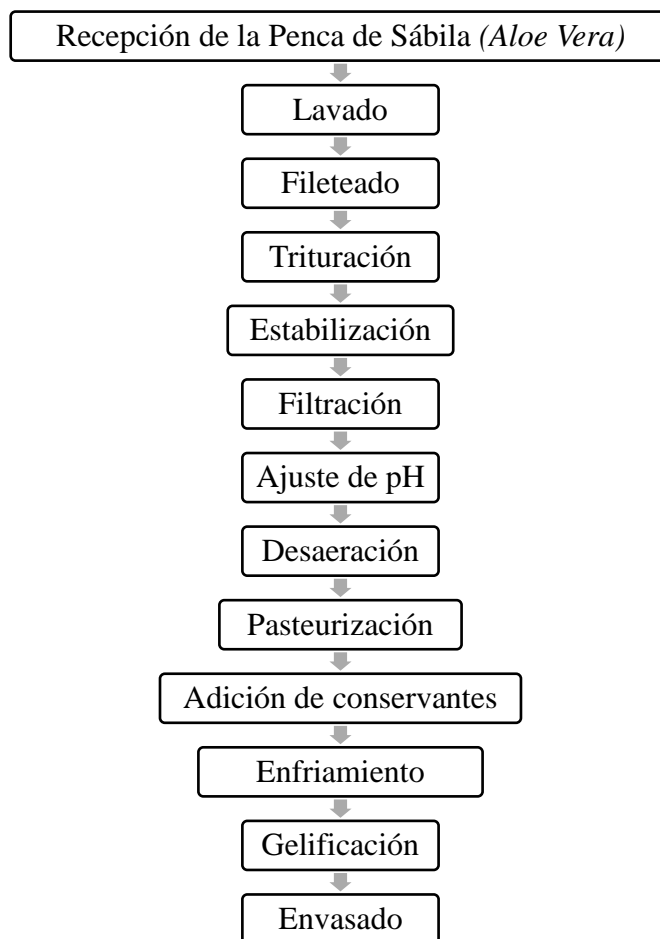 Recepción de la Penca de Sábila (Aloe Vera)
Lavado
Fileteado
Trituración
Estabilización
Filtración
Ajuste de pH
Desaeración
Pasteurización
Adición de conservantes
Enfriamiento
Gelificación
Envasado